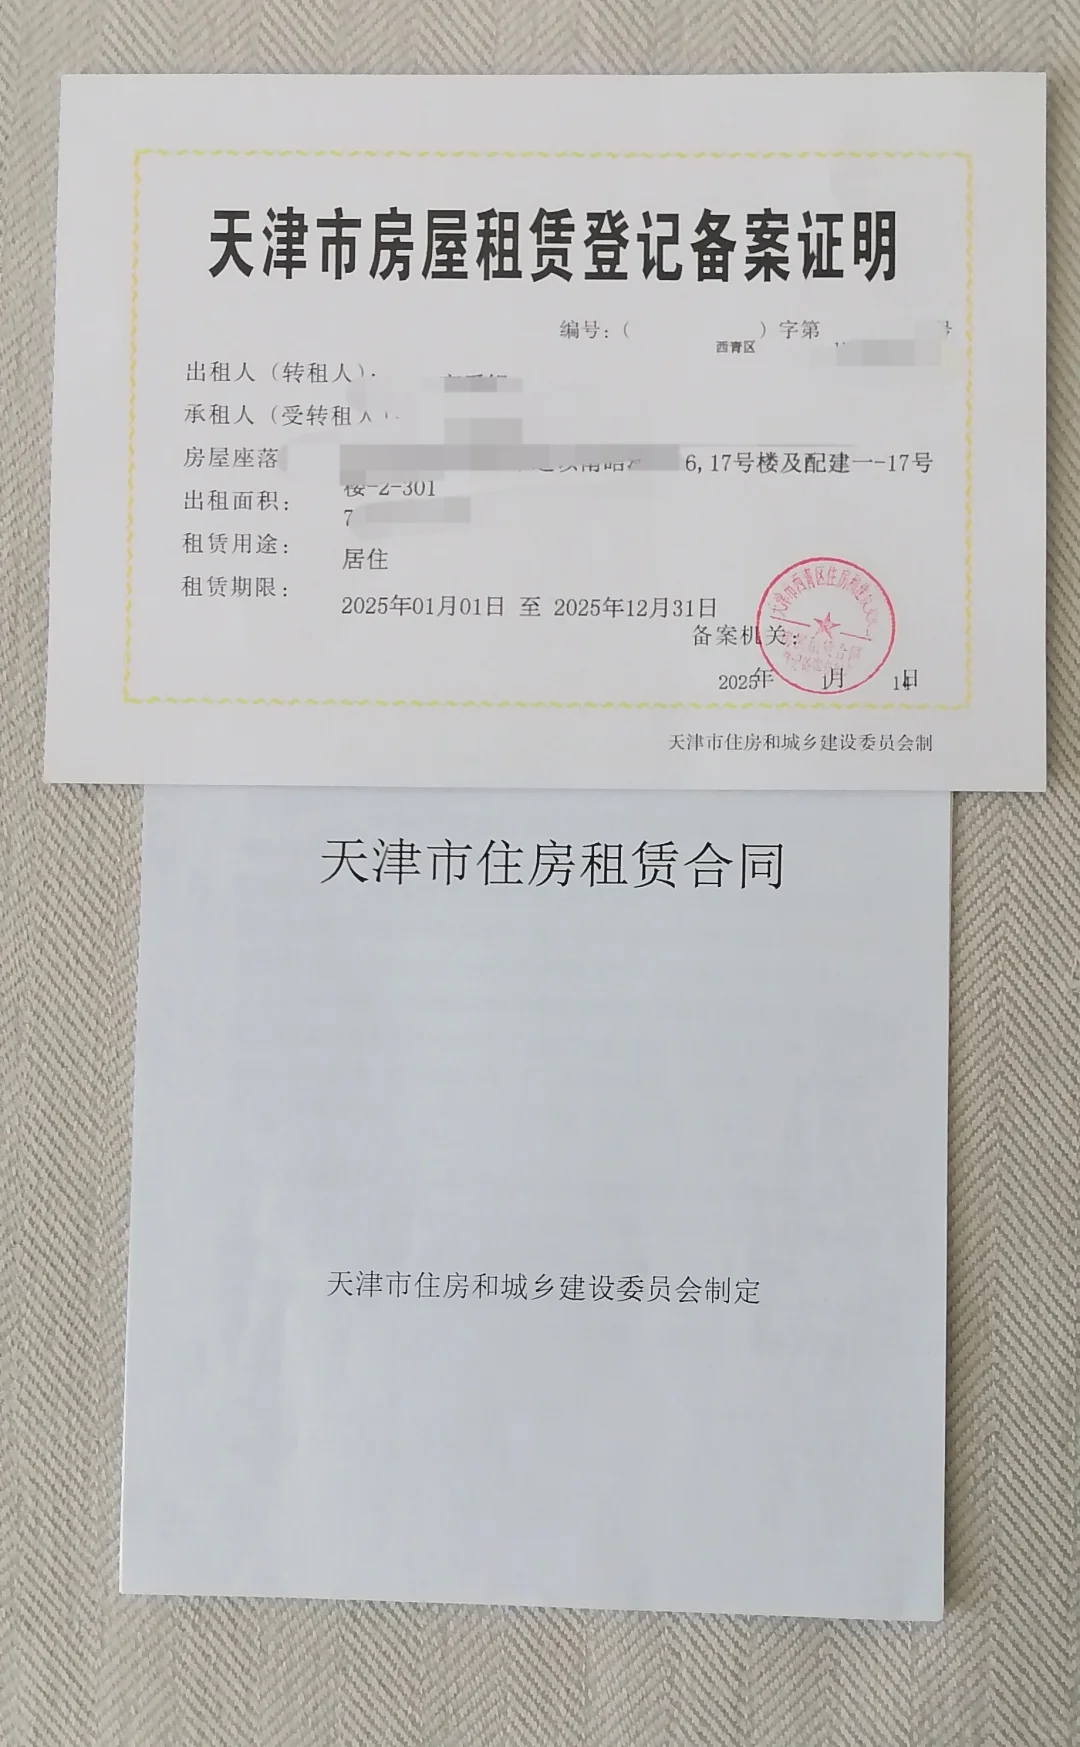 天津市房屋租赁登记备案证明
编号：（ 西青区 ）字第 号
出租人（转租人）：
承租人（受转租人）
房屋座落 6,17号楼及配建一-17号
楼-2-301
出租面积： 7
租赁用途： 居住
租赁期限： 2025年01月01日 至 2025年12月31日
备案机关：
2025年 1月 14日
天津市住房和城乡建设委员会制
天津市住房租赁合同
天津市住房和城乡建设委员会制定